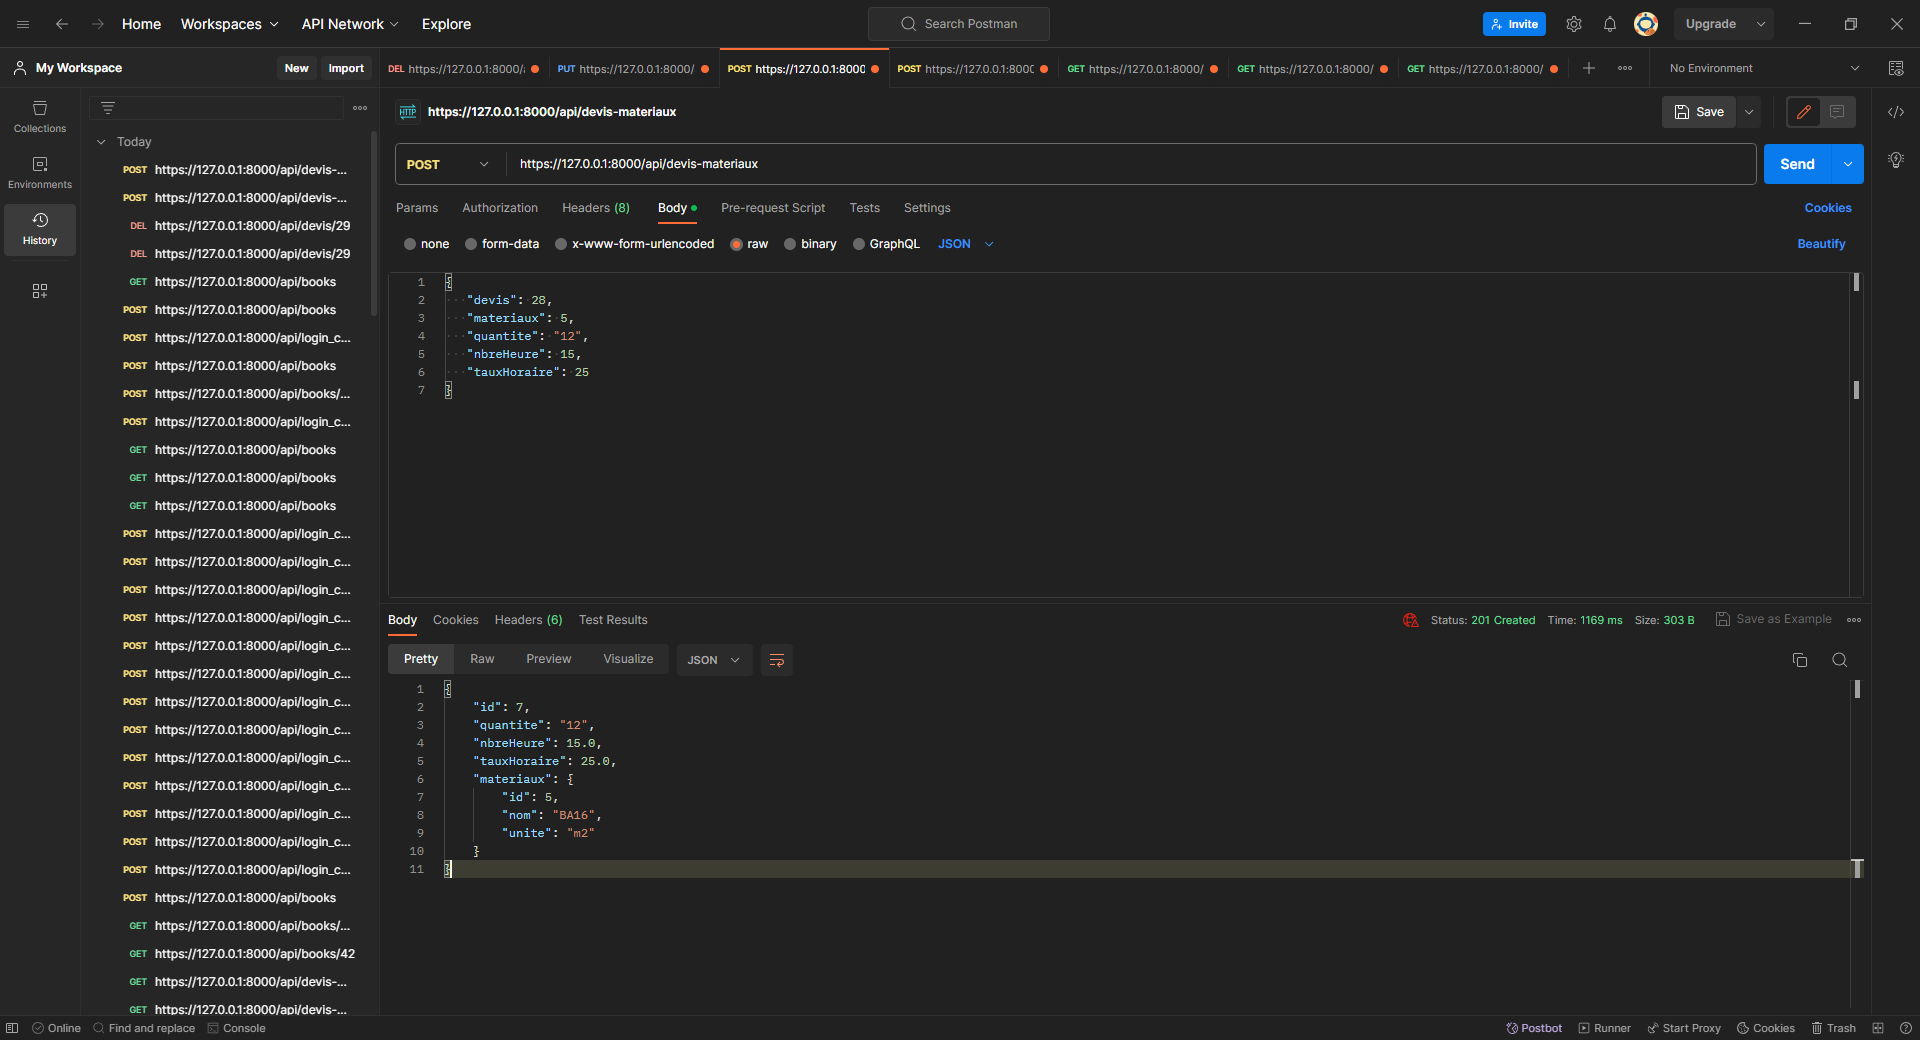 Home Workspaces API Network Explore Search Postman Invite Upgrade
My Workspace New Import
DEL https://127.0.0.1:8000/ PUT https://127.0.0.1:8000/ POST https://127.0.0.1:8000 POST https://127.0.0.1:8000 GET https://127.0.0.1:8000/ GET https://127.0.0.1:8000/ GET https://127.0.0.1:8000/ No Environment
Collections
Environments
History
Today
POST https://127.0.0.1:8000/api/devis-...
POST https://127.0.0.1:8000/api/devis-...
DEL https://127.0.0.1:8000/api/devis/29
DEL https://127.0.0.1:8000/api/devis/29
GET https://127.0.0.1:8000/api/books
POST https://127.0.0.1:8000/api/books
POST https://127.0.0.1:8000/api/login_c...
POST https://127.0.0.1:8000/api/books
POST https://127.0.0.1:8000/api/books/...
POST https://127.0.0.1:8000/api/login_c...
GET https://127.0.0.1:8000/api/books
GET https://127.0.0.1:8000/api/books
GET https://127.0.0.1:8000/api/books
POST https://127.0.0.1:8000/api/login_c...
POST https://127.0.0.1:8000/api/login_c...
POST https://127.0.0.1:8000/api/login_c...
POST https://127.0.0.1:8000/api/login_c...
POST https://127.0.0.1:8000/api/login_c...
POST https://127.0.0.1:8000/api/login_c...
POST https://127.0.0.1:8000/api/login_c...
POST https://127.0.0.1:8000/api/login_c...
POST https://127.0.0.1:8000/api/login_c...
POST https://127.0.0.1:8000/api/login_c...
POST https://127.0.0.1:8000/api/login_c...
POST https://127.0.0.1:8000/api/login_c...
POST https://127.0.0.1:8000/api/login_c...
POST https://127.0.0.1:8000/api/books
GET https://127.0.0.1:8000/api/books/...
GET https://127.0.0.1:8000/api/books/42
GET https://127.0.0.1:8000/api/devis-...
GET https://127.0.0.1:8000/api/devis-...
HTTP https://127.0.0.1:8000/api/devis-materiaux Save
POST https://127.0.0.1:8000/api/devis-materiaux Send
Params Authorization Headers (8) Body Pre-request Script Tests Settings Cookies
none form-data x-www-form-urlencoded raw binary GraphQL JSON Beautify
1 {
2 "devis": 28,
3 "materiaux": 5,
4 "quantite": "12",
5 "nbreHeure": 15,
6 "tauxHoraire": 25
7 }
Body Cookies Headers (6) Test Results Status: 201 Created Time: 1169 ms Size: 303 B Save as Example
Pretty Raw Preview Visualize JSON
1 {
2 "id": 7,
3 "quantite": "12",
4 "nbreHeure": 15.0,
5 "tauxHoraire": 25.0,
6 "materiaux": {
7 "id": 5,
8 "nom": "BA16",
9 "unite": "m2"
10 }
11 }
Online Find and replace Console Postbot Runner Start Proxy Cookies Trash